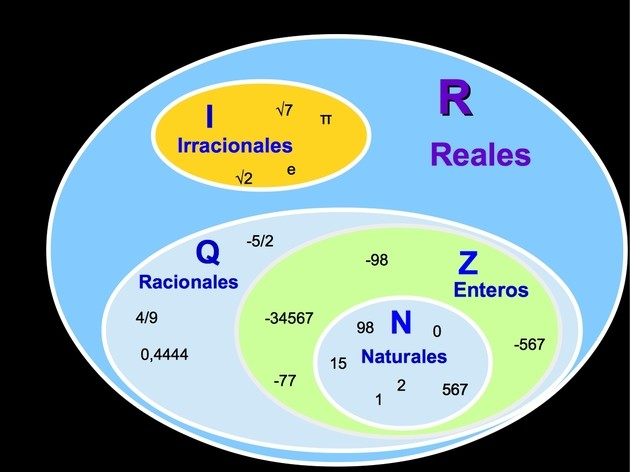 R
Reales
I
√7
π
Irracionales
√2
e
Q
-5/2
Racionales
4/9
0,4444
-98
Z
Enteros
-34567
-567
-77
98
N
0
15
Naturales
2
1
567